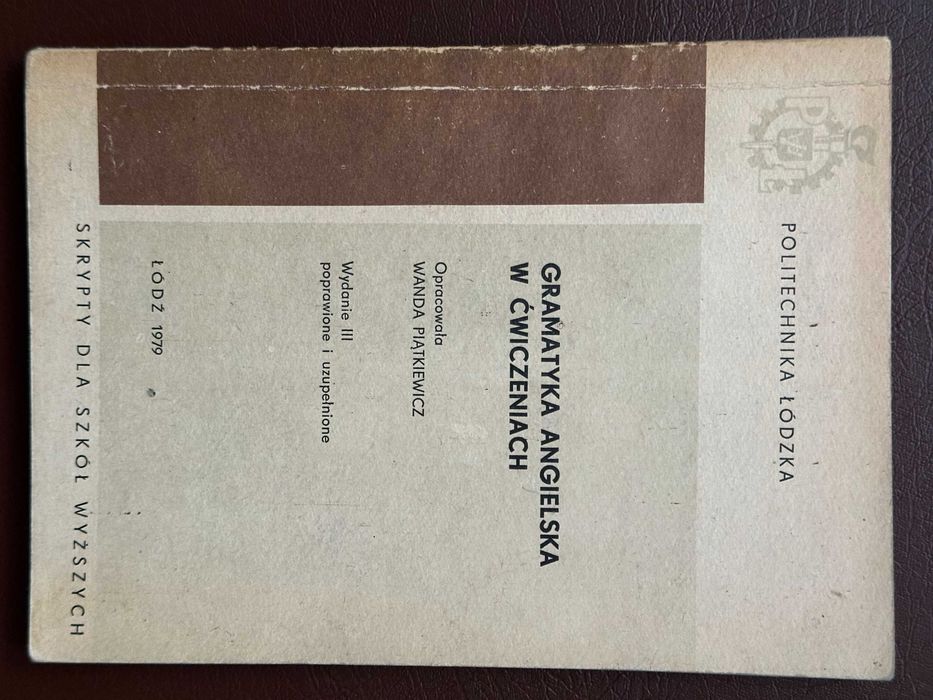 POLITECHNIKA ŁÓDZKA
GRAMATYKA ANGIELSKA
W ĆWICZENIACH
Opracowała
WANDA PIĄTKIEWICZ
Wydanie III
poprawione i uzupełnione
ŁÓDŹ 1979
SKRYPTY DLA SZKÓŁ WYŻSZYCH